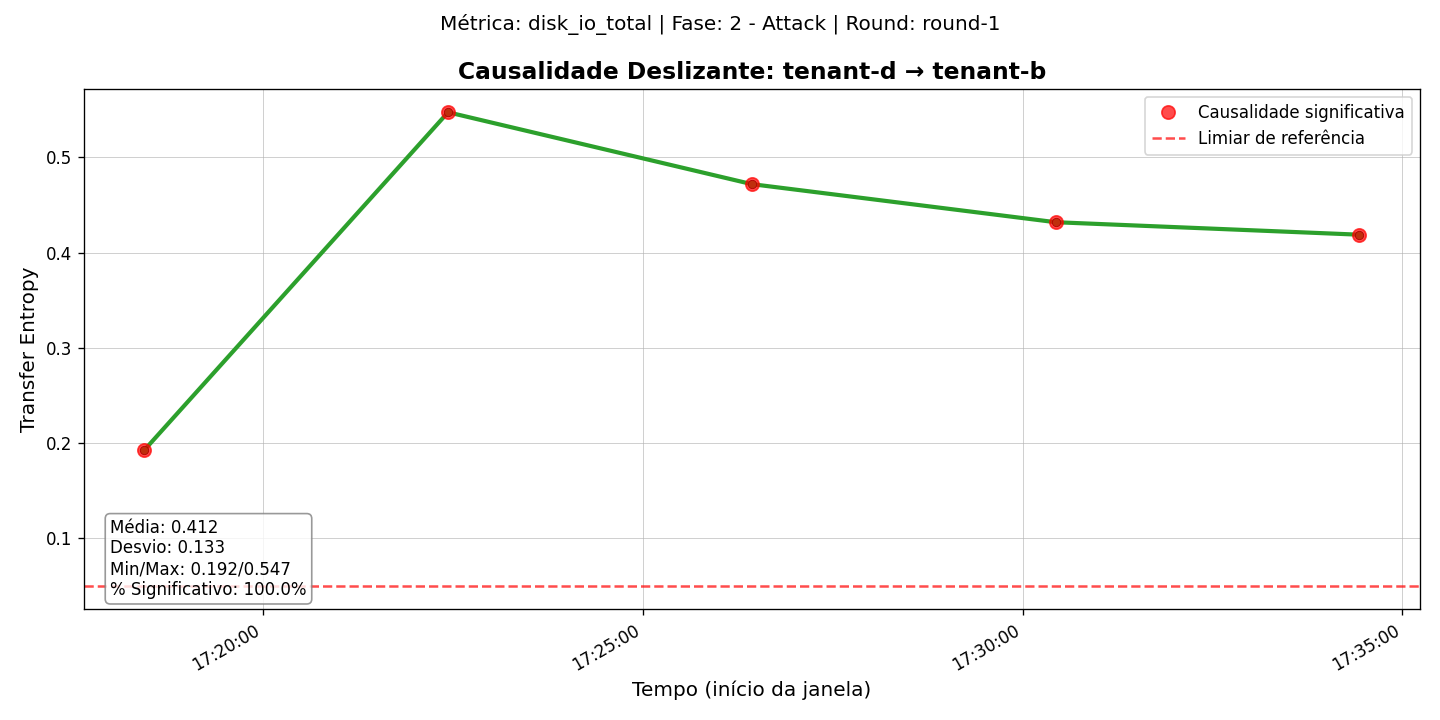 Métrica: disk_io_total | Fase: 2 - Attack | Round: round-1
Causalidade Deslizante: tenant-d → tenant-b
Causalidade significativa
Limiar de referência
Transfer Entropy
0.5
0.4
0.3
0.2
0.1
Média: 0.412
Desvio: 0.133
Min/Max: 0.192/0.547
% Significativo: 100.0%
17:20:00
17:25:00
17:30:00
17:35:00
Tempo (início da janela)